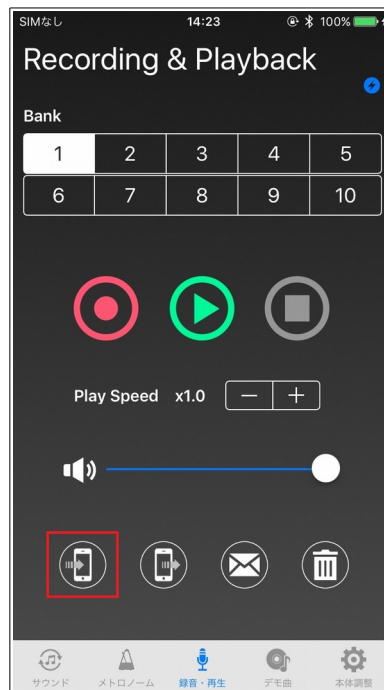 SIMなし 14:23 100%
Recording & Playback
Bank
1 2 3 4 5
6 7 8 9 10
Play Speed x1.0 − +
サウンド メトロノーム 録音・再生 デモ曲 本体調整